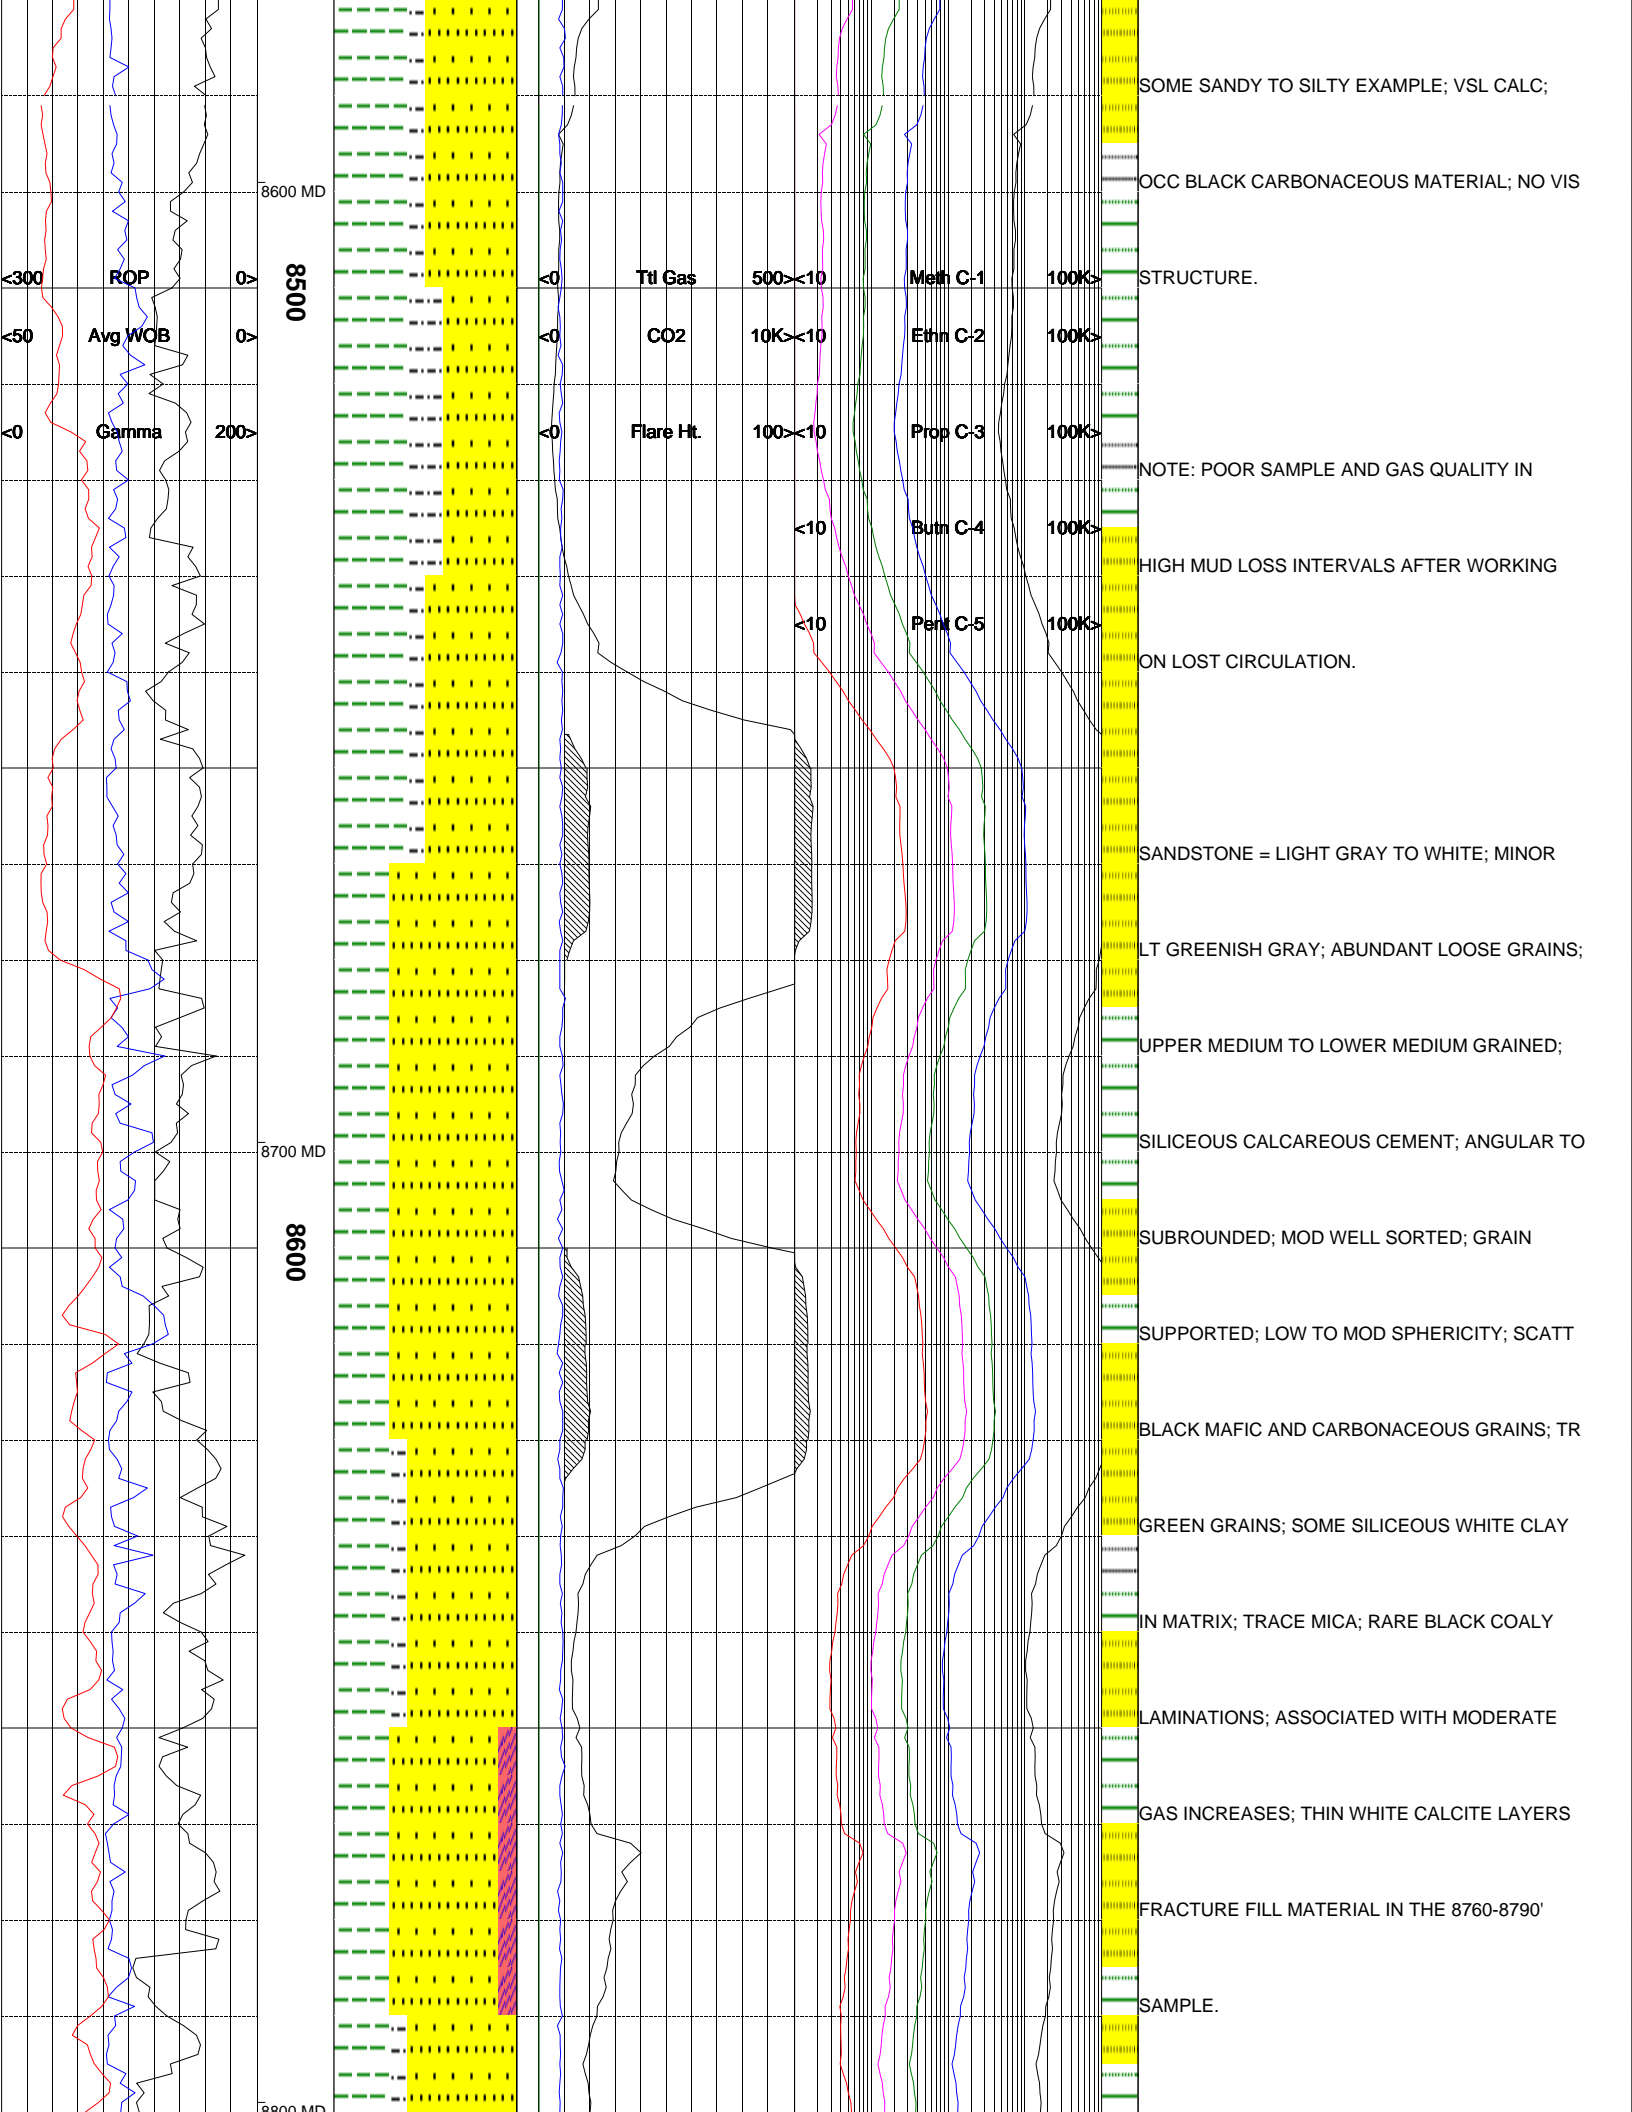 SOME SANDY TO SILTY EXAMPLE; VSL CALC;
8600 MD
OCC BLACK CARBONACEOUS MATERIAL; NO VIS
<300 ROP 0>
8500
<0 Ttl Gas 500>
<10 Meth C-1 100K>
STRUCTURE.
<50 Avg WOB 0>
<0 CO2 10K>
<10 Ethn C-2 100K>
<0 Gamma 200>
<0 Flare Ht. 100>
<10 Prop C-3 100K>
NOTE: POOR SAMPLE AND GAS QUALITY IN
<10 Butn C-4 100K>
HIGH MUD LOSS INTERVALS AFTER WORKING
<10 Pent C-5 100K>
ON LOST CIRCULATION.
SANDSTONE = LIGHT GRAY TO WHITE; MINOR
LT GREENISH GRAY; ABUNDANT LOOSE GRAINS;
UPPER MEDIUM TO LOWER MEDIUM GRAINED;
8700 MD
SILICEOUS CALCAREOUS CEMENT; ANGULAR TO
8600
SUBROUNDED; MOD WELL SORTED; GRAIN
SUPPORTED; LOW TO MOD SPHERICITY; SCATT
BLACK MAFIC AND CARBONACEOUS GRAINS; TR
GREEN GRAINS; SOME SILICEOUS WHITE CLAY
IN MATRIX; TRACE MICA; RARE BLACK COALY
LAMINATIONS; ASSOCIATED WITH MODERATE
GAS INCREASES; THIN WHITE CALCITE LAYERS
FRACTURE FILL MATERIAL IN THE 8760-8790'
SAMPLE.
8800 MD